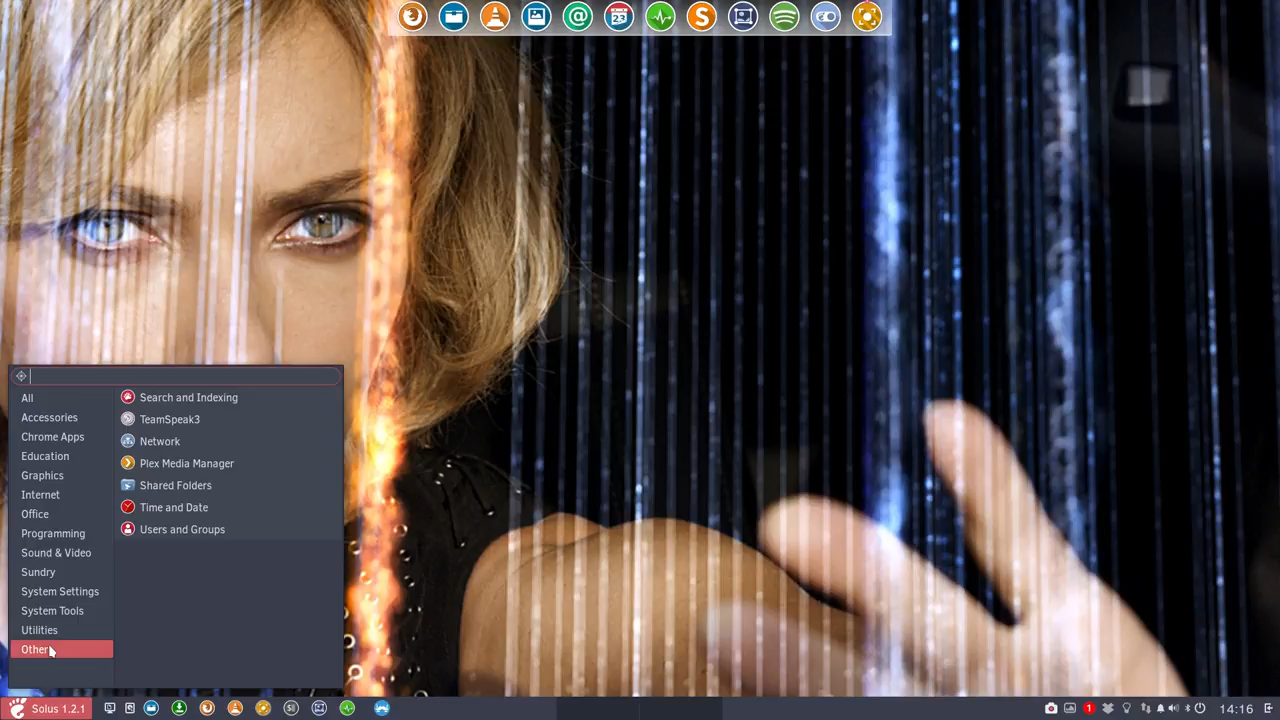 23
All
Accessories
Chrome Apps
Education
Graphics
Internet
Office
Programming
Sound & Video
Sundry
System Settings
System Tools
Utilities
Other
Search and Indexing
TeamSpeak3
Network
Plex Media Manager
Shared Folders
Time and Date
Users and Groups
Solus 1.2.1
1
14:16